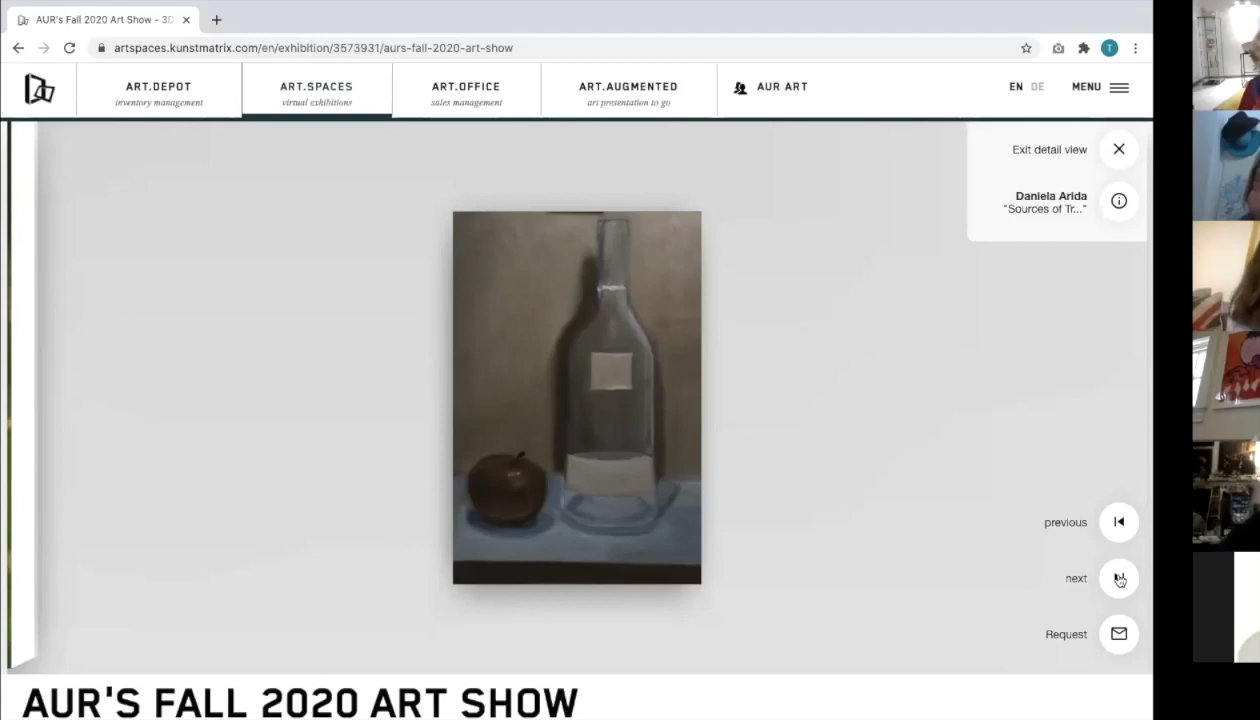 AUR's Fall 2020 Art Show - 3D
artspaces.kunstmatrix.com/en/exhibition/3573931/aurs-fall-2020-art-show
T
ART.DEPOT
inventory management
ART.SPACES
virtual exhibitions
ART.OFFICE
sales management
ART.AUGMENTED
art presentation to go
AUR ART
EN DE
MENU
Exit detail view
Daniela Arida
"Sources of Tr..."
previous
next
Request
AUR'S FALL 2020 ART SHOW